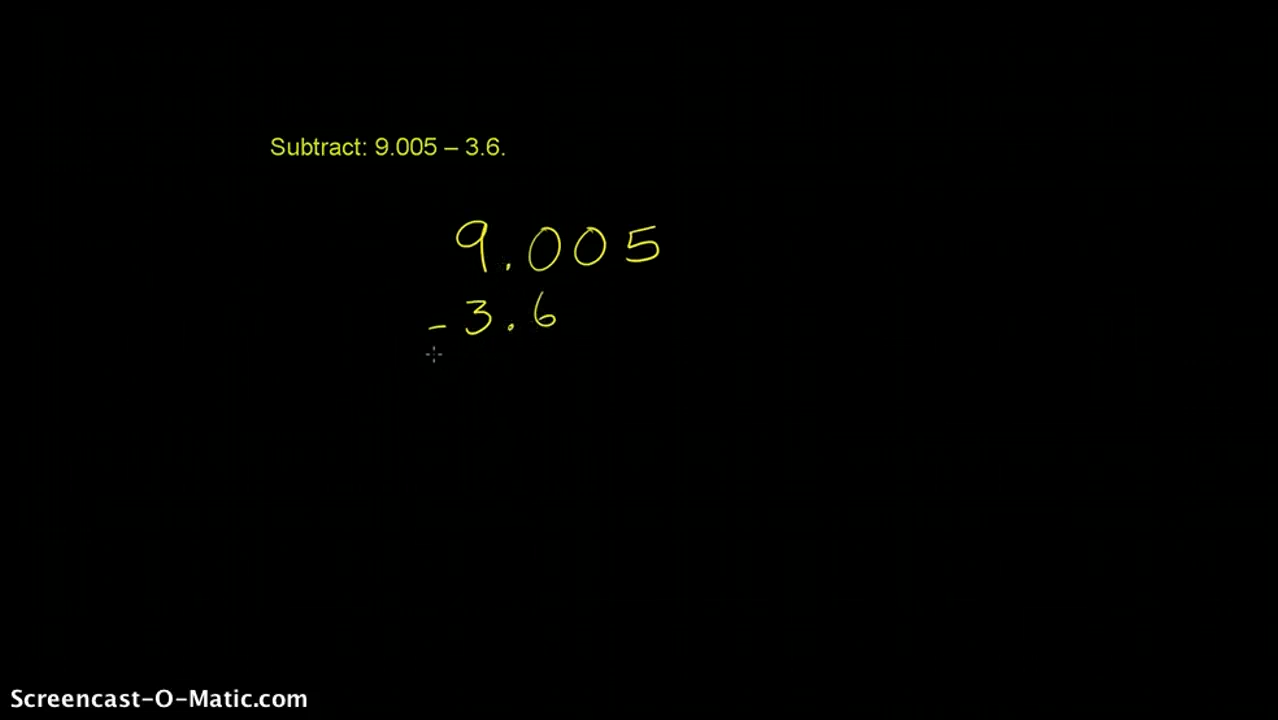 Subtract: 9.005 – 3.6.
9.005
- 3.6
Screencast-O-Matic.com